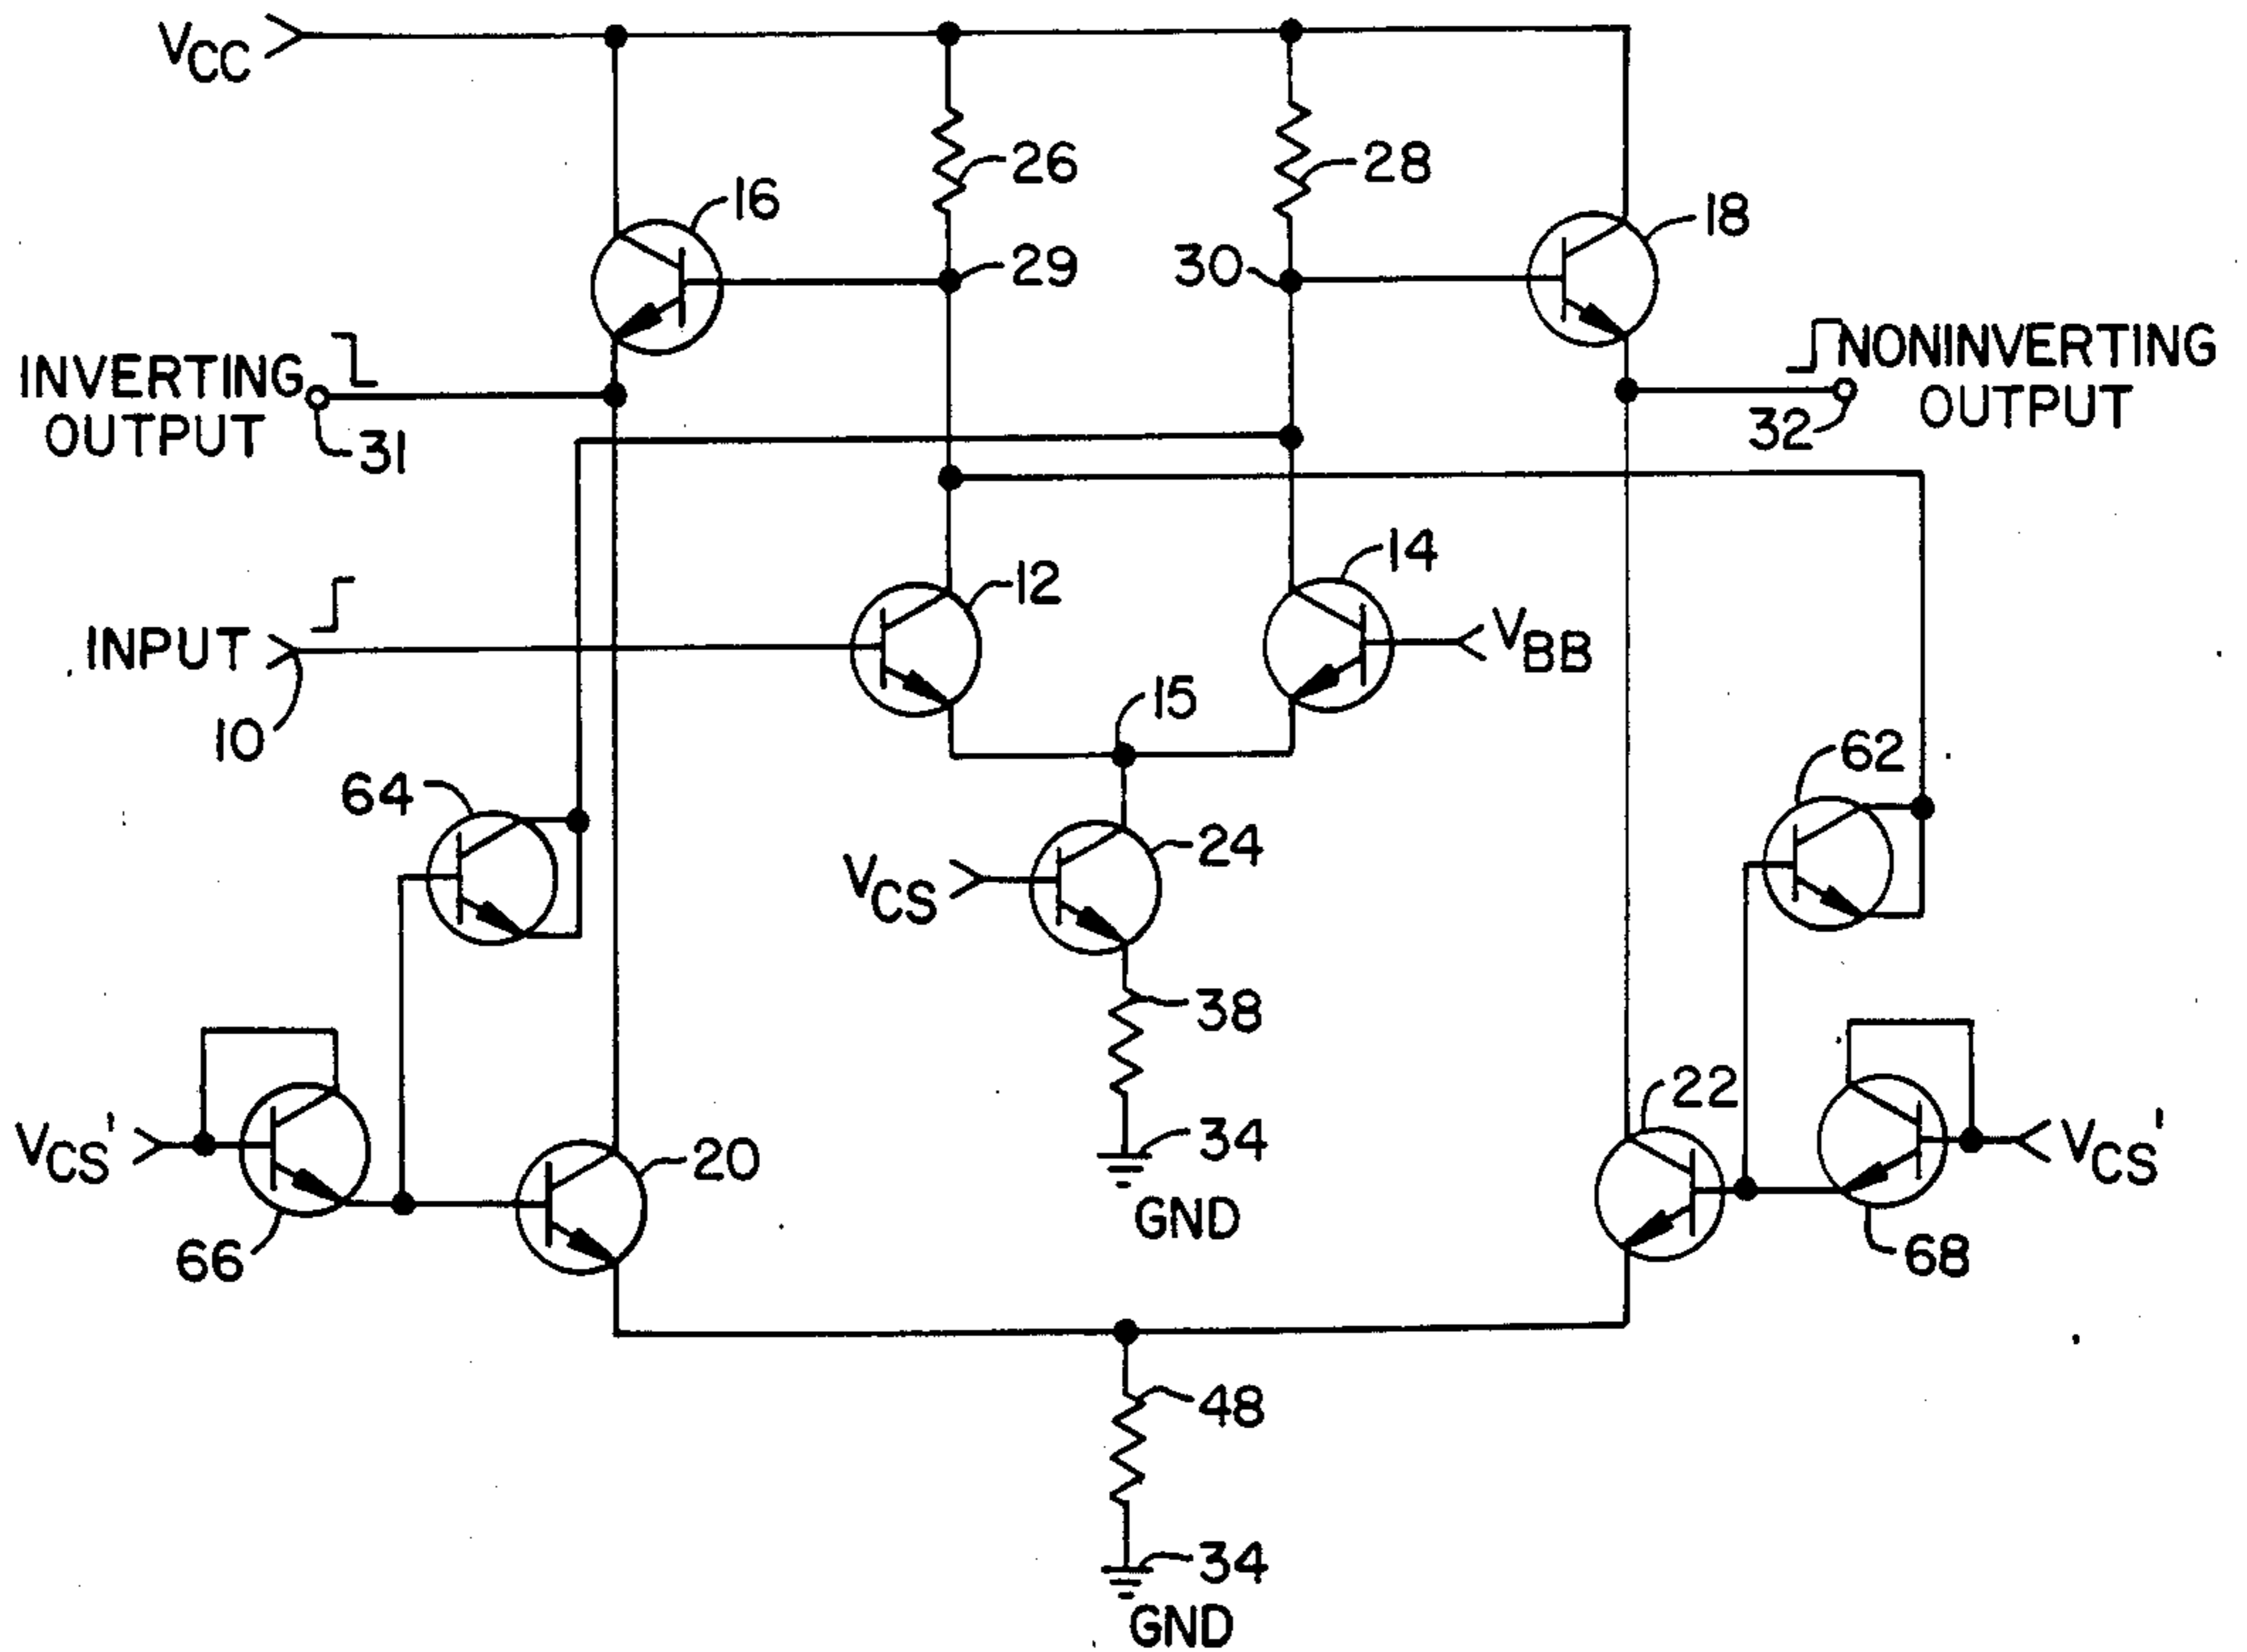 VCC
26
28
16
18
29
30
INVERTING
OUTPUT
31
NONINVERTING
OUTPUT
32
12
14
INPUT
10
VBB
15
64
62
24
VCS
38
34
GND
22
20
VCS'
66
VCS'
68
48
34
GND